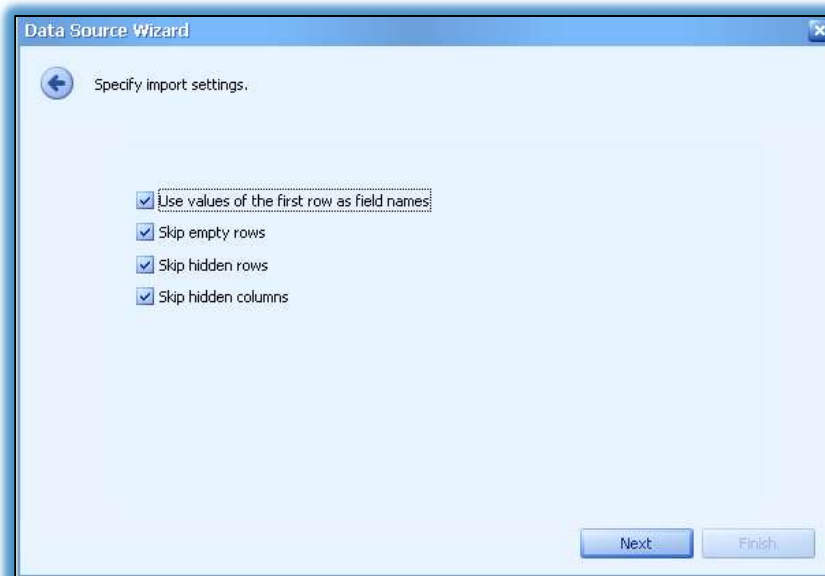 Data Source Wizard
Specify import settings.
Use values of the first row as field names
Skip empty rows
Skip hidden rows
Skip hidden columns
Next
Finish